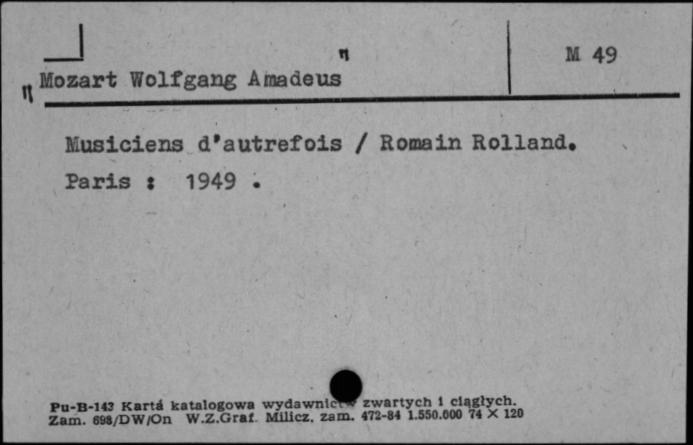 M 49
"Mozart Wolfgang Amadeus"
Musiciens d'autrefois / Romain Rolland.
Paris : 1949 .
Pu-B-143 Karta katalogowa wydawnictw zwartych i ciągłych.
Zam. 698/DW/On W.Z.Graf. Milicz, zam. 472-84 1.550.000 74 X 120